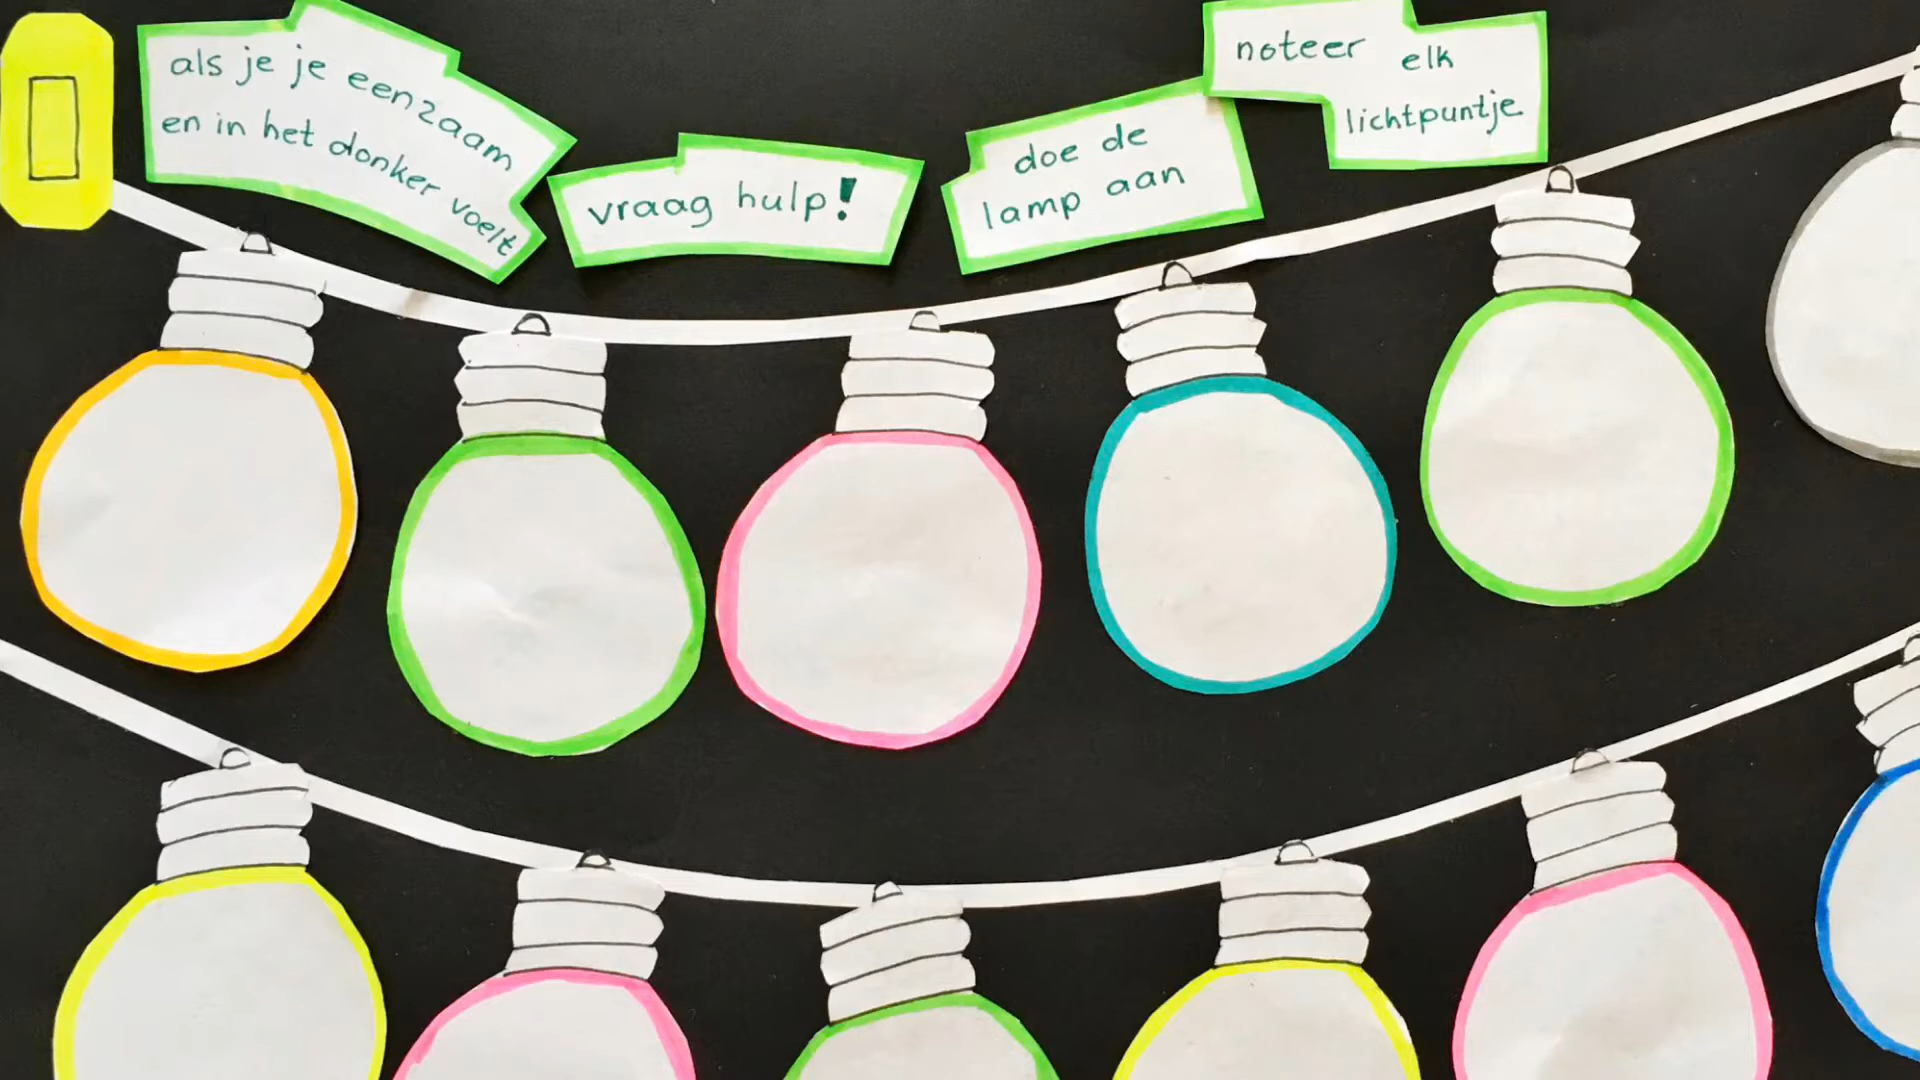 als je je eenzaam
en in het donker voelt
vraag hulp!
doe de
lamp aan
noteer elk
lichtpuntje